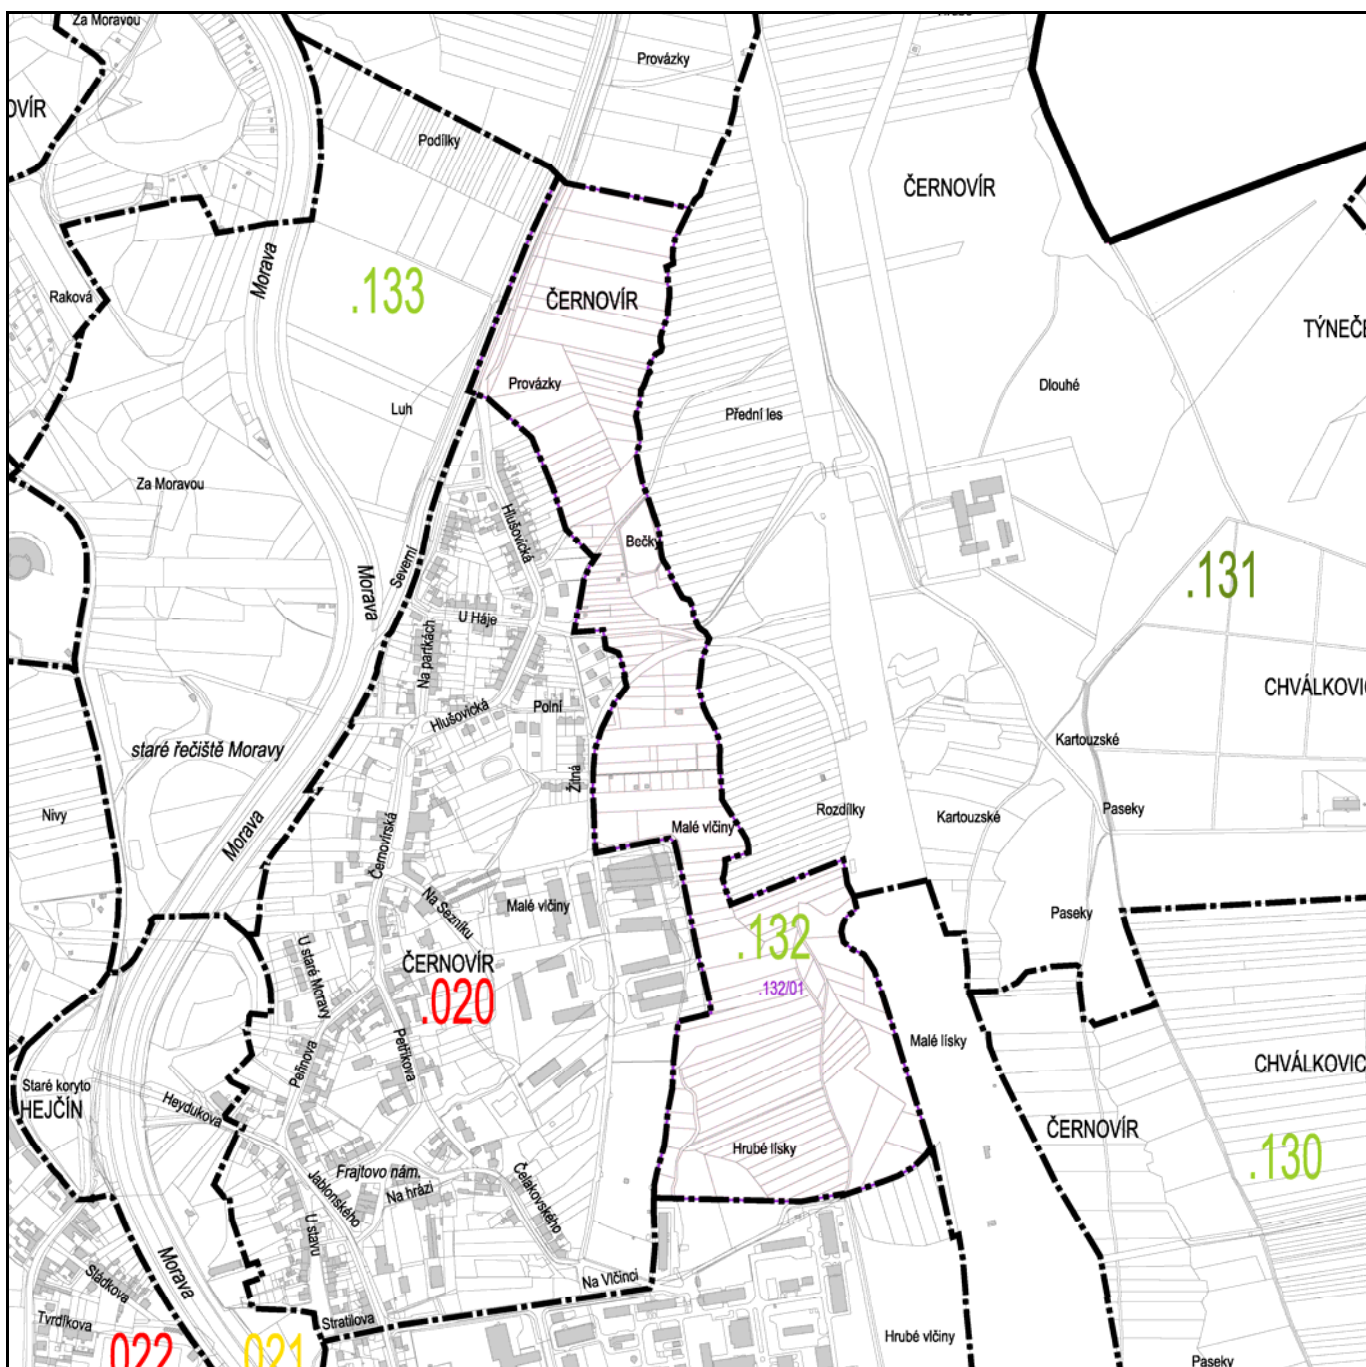 Za Moravou
Provázky
OVÍR
Podílky
ČERNOVÍR
Morava
Raková
.133
ČERNOVÍR
TÝNEČ
Provázky
Dlouhé
Luh
Přední les
Za Moravou
Hlušovická
Bečky
Severní
Morava
.131
U Háje
Na partkách
CHVÁLKOVIC
Hlušovická
Polní
staré řečiště Moravy
Kartouzské
Žitná
Nivy
Morava
Černovírská
Malé vlčiny
Rozdílky
Kartouzské
Paseky
Na Sezníku
Malé vlčiny
Paseky
U staré Moravy
ČERNOVÍR
.020
.132
.132/01
Peřinova
Petříkova
Malé lísky
CHVÁLKOVIC
Staré koryto
HEJČÍN
Heydukova
ČERNOVÍR
Hrubé lísky
.130
Frajtovo nám.
Na hrázi
Jablonského
Čelakovského
U stavu
Morava
Sládkova
Na Vlčinci
Tvrdíkova
Stratilova
022
021
Hrubé vlčiny
Paseky